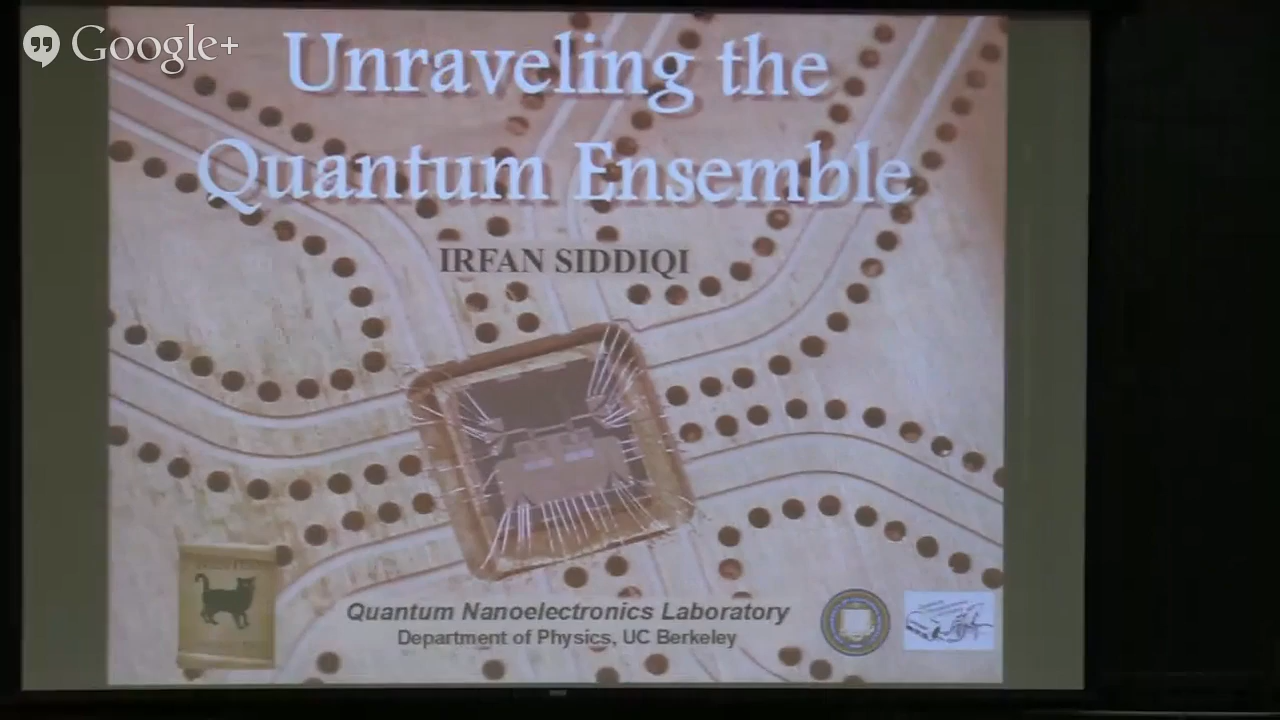 Google+
Unraveling the
Quantum Ensemble
IRFAN SIDDIQI
Quantum Nanoelectronics Laboratory
Department of Physics, UC Berkeley